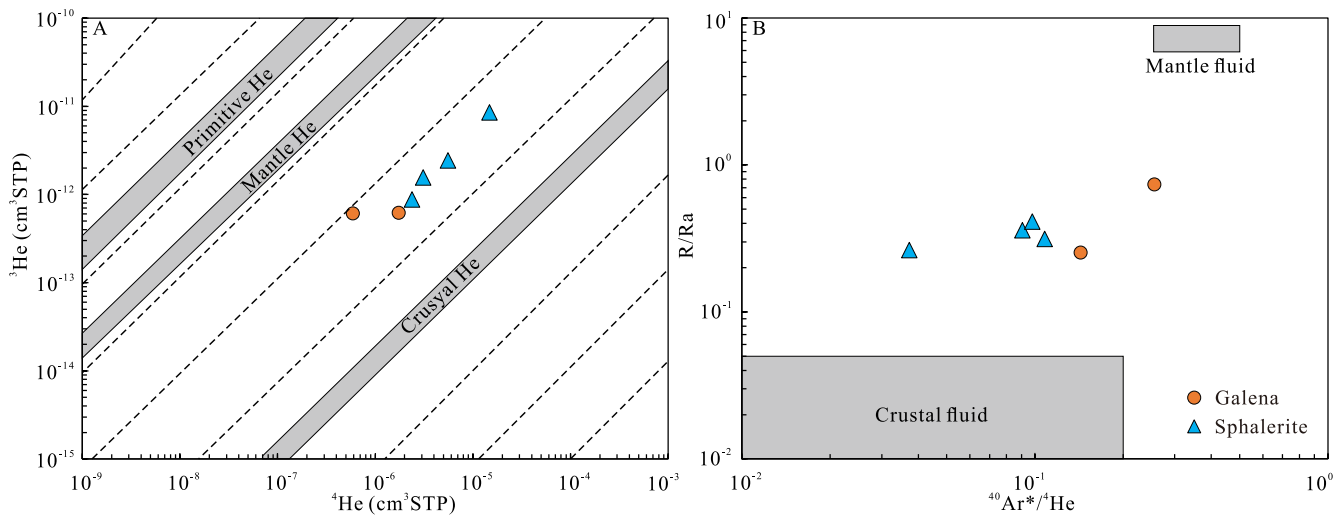 A
10⁻¹⁰
10⁻¹¹
10⁻¹²
10⁻¹³
10⁻¹⁴
10⁻¹⁵
³He (cm³STP)
Primitive He
Mantle He
Crusyal He
10⁻⁹
10⁻⁸
10⁻⁷
10⁻⁶
10⁻⁵
10⁻⁴
10⁻³
⁴He (cm³STP)
B
10¹
10⁰
10⁻¹
10⁻²
R/Ra
Mantle fluid
Crustal fluid
Galena
Sphalerite
10⁻²
10⁻¹
10⁰
⁴⁰Ar*/⁴He